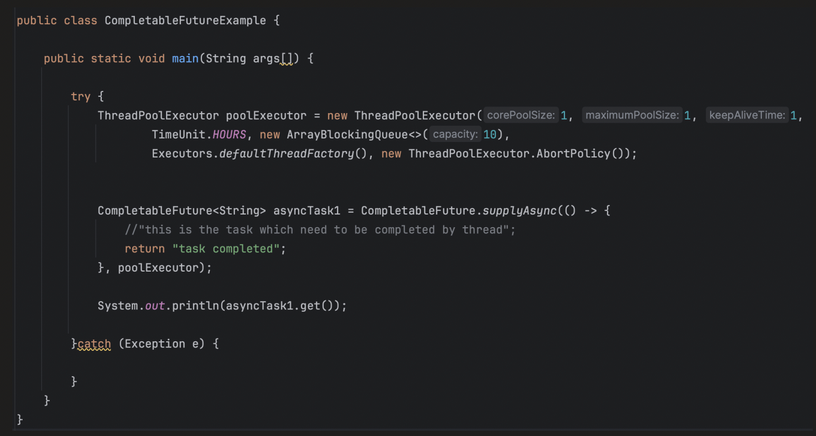 public class CompletableFutureExample {
public static void main(String args[]) {
try {
ThreadPoolExecutor poolExecutor = new ThreadPoolExecutor( corePoolSize: 1, maximumPoolSize: 1, keepAliveTime: 1,
TimeUnit.HOURS, new ArrayBlockingQueue<>( capacity: 10),
Executors.defaultThreadFactory(), new ThreadPoolExecutor.AbortPolicy());
CompletableFuture<String> asyncTask1 = CompletableFuture.supplyAsync(() -> {
//"this is the task which need to be completed by thread";
return "task completed";
}, poolExecutor);
System.out.println(asyncTask1.get());
}catch (Exception e) {
}
}
}